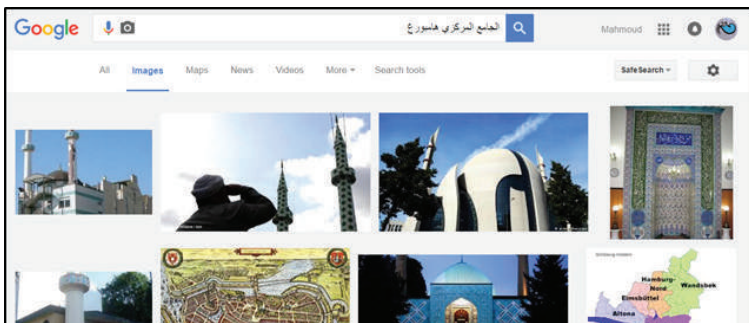 Google
الجامع المركزي هامبورغ
Mahmoud
All Images Maps News Videos More Search tools
SafeSearch
Hamburg-Nord
Wandsbek
Eimsbüttel
Altona